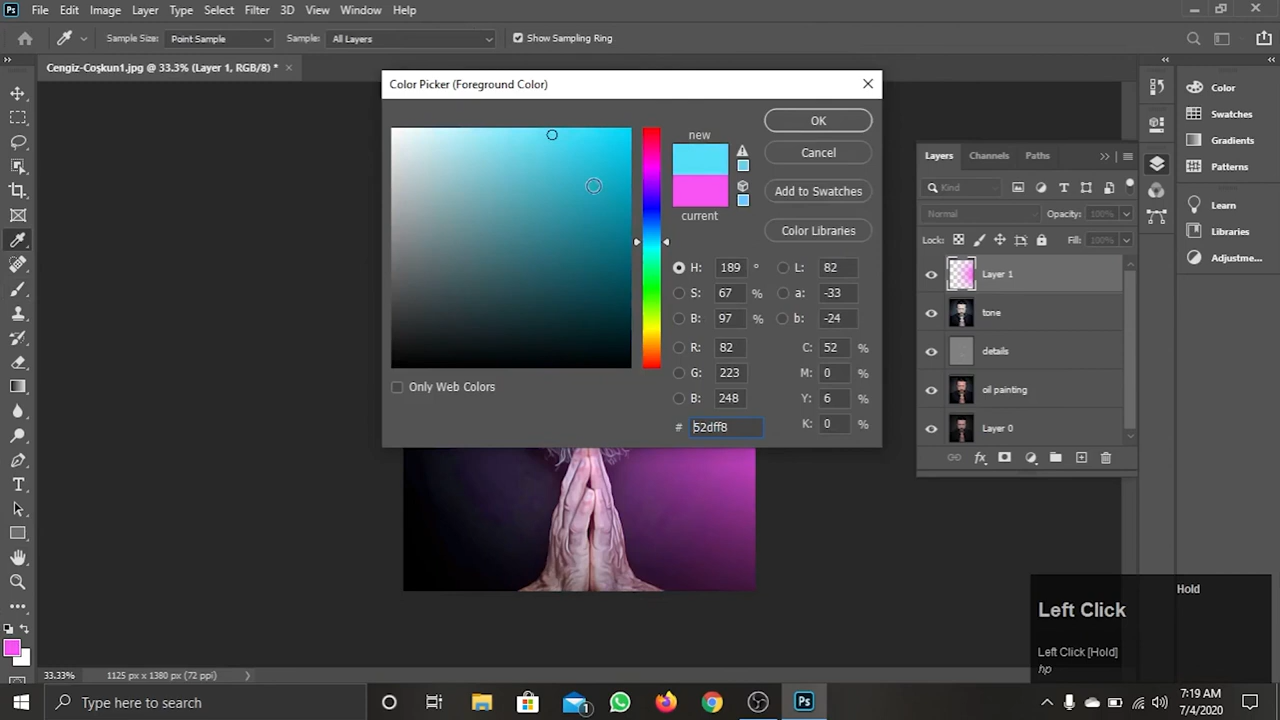 Ps File Edit Image Layer Type Select Filter 3D View Window Help
Sample Size: Point Sample Sample: All Layers Show Sampling Ring
Cengiz-Coşkun1.jpg @ 33.3% (Layer 1, RGB/8) *
Color Picker (Foreground Color)
new
current
OK
Cancel
Add to Swatches
Color Libraries
H: 189 ° L: 82
S: 67 % a: -33
B: 97 % b: -24
R: 82 C: 52 %
G: 223 M: 0 %
B: 248 Y: 6 %
# 52dff8 K: 0 %
Only Web Colors
Layers Channels Paths
Kind
Normal Opacity: 100%
Lock: Fill: 100%
Layer 1
tone
details
oil painting
Layer 0
Color
Swatches
Gradients
Patterns
Learn
Libraries
Adjustme...
Hold
Left Click
Left Click [Hold]
hp
33.33% 1125 px x 1380 px (72 ppi)
Type here to search
1
Ps
7:19 AM
7/4/2020